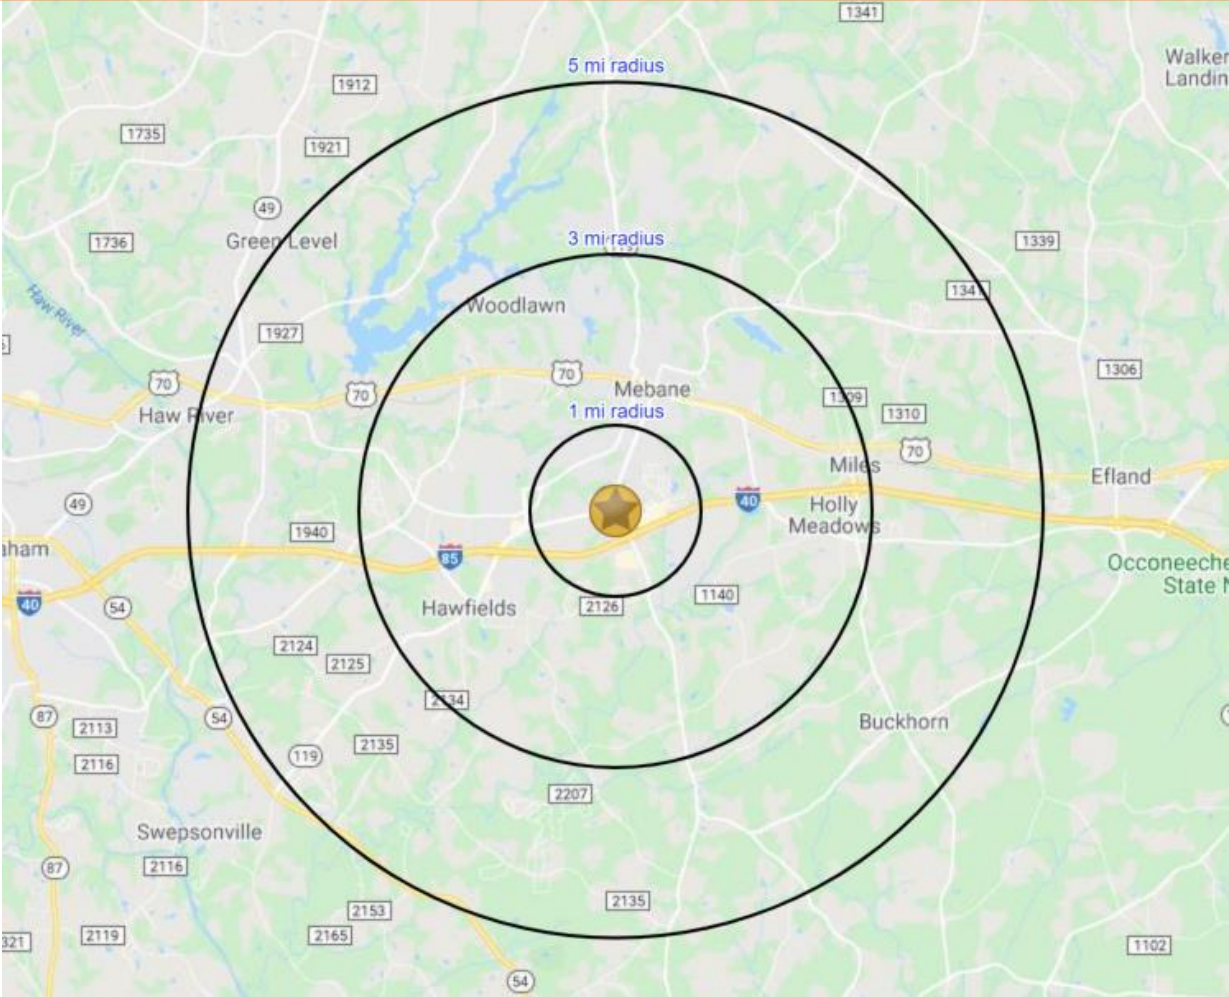 1341
Walker
Landin
5 mi radius
1912
1735
1921
49
1736
Green Level
3 mi radius
1339
Haw River
1341
Woodlawn
1927
70
70
70
1306
Haw River
Mebane
1309
1 mi radius
1310
70
Miles
Efland
49
40
Holly
Meadows
1940
aham
85
Occoneeche
State N
40
54
Hawfields
2126
1140
2124
2125
2134
87
54
Buckhorn
2113
2135
119
2116
2207
Swepsonville
2116
87
2135
2153
2119
2165
321
1102
54